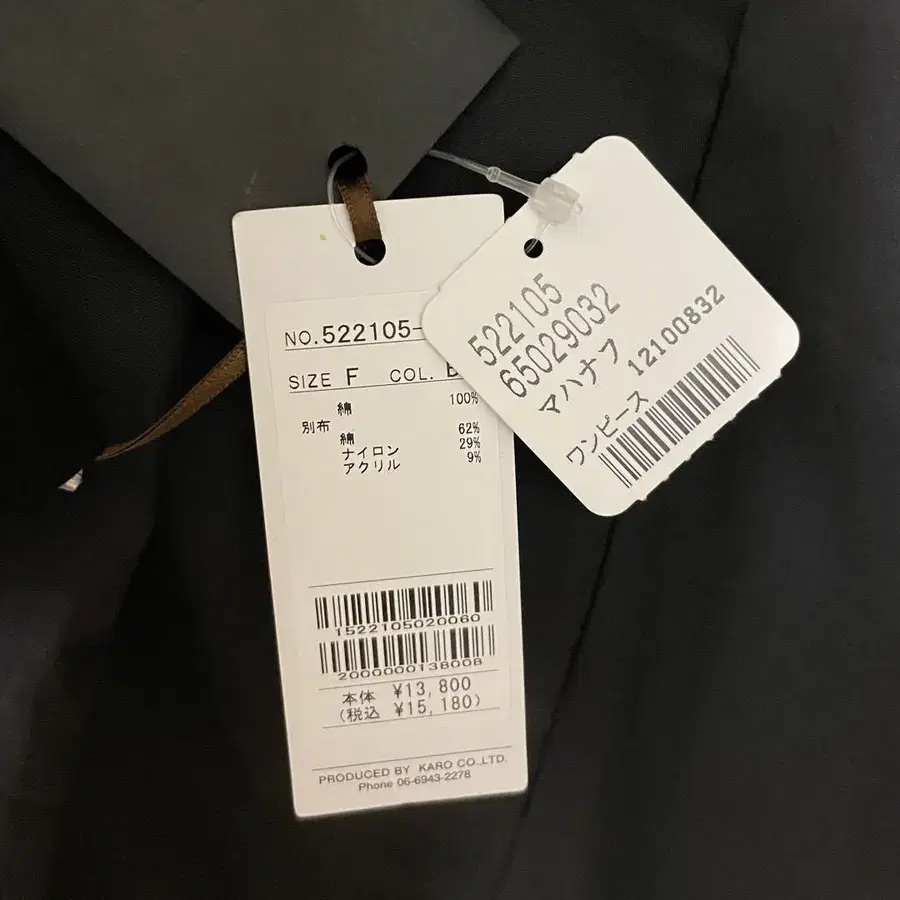 NO.522105-
SIZE F COL. B
綿 100%
別布
綿 62%
ナイロン 29%
アクリル 9%
1522105020060
2000000138008
本体 ¥13,800
(税込 ¥15,180)
PRODUCED BY KARO CO.,LTD.
Phone 06-6943-2278
522105
65029032
マハナフ
12100832
ワンピース